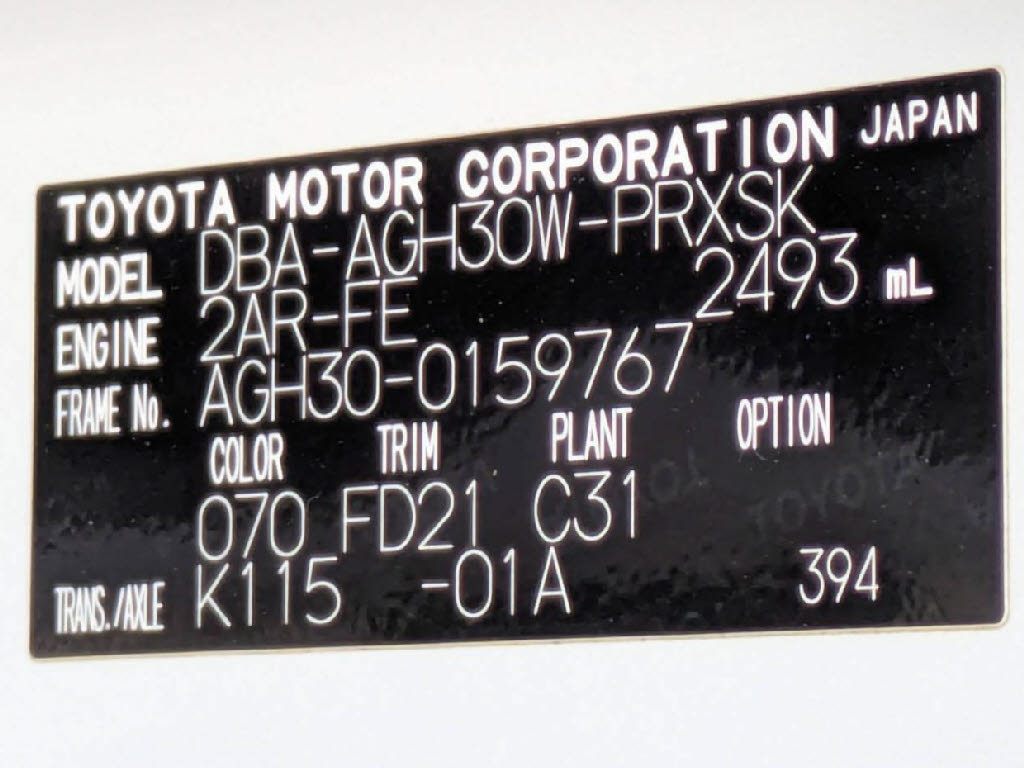 TOYOTA MOTOR CORPORATION JAPAN
MODEL DBA-AGH30W-PRXSK
ENGINE 2AR-FE 2493 mL
FRAME No. AGH30-0159767
COLOR TRIM PLANT OPTION
070 FD21 C31
TRANS./AXLE K115 -01A 394
TOYOTA